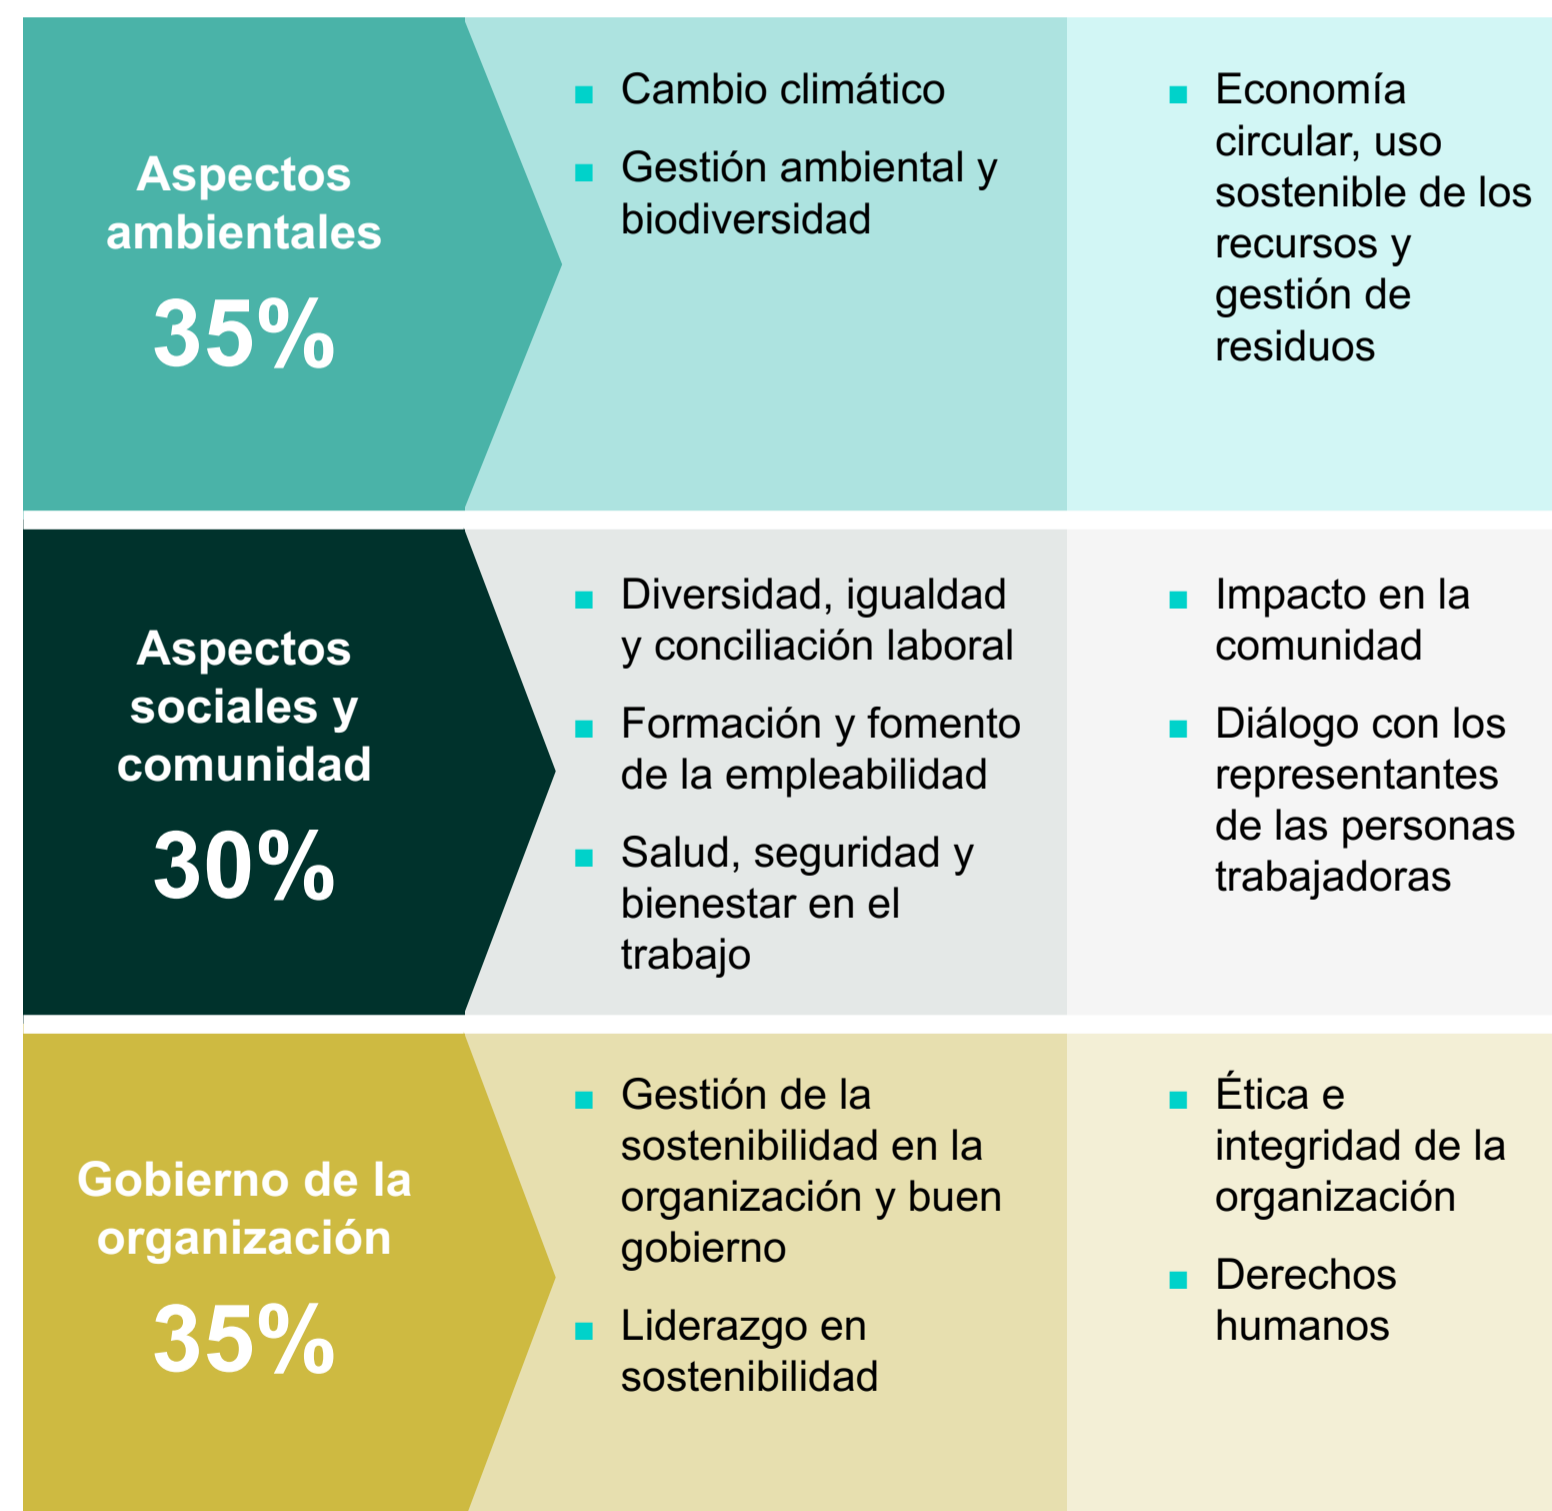 Aspectos
ambientales
35%
Cambio climático
Gestión ambiental y
biodiversidad
Economía
circular, uso
sostenible de los
recursos y
gestión de
residuos
Aspectos
sociales y
comunidad
30%
Diversidad, igualdad
y conciliación laboral
Formación y fomento
de la empleabilidad
Salud, seguridad y
bienestar en el
trabajo
Impacto en la
comunidad
Diálogo con los
representantes
de las personas
trabajadoras
Gobierno de la
organización
35%
Gestión de la
sostenibilidad en la
organización y buen
gobierno
Liderazgo en
sostenibilidad
Ética e
integridad de la
organización
Derechos
humanos